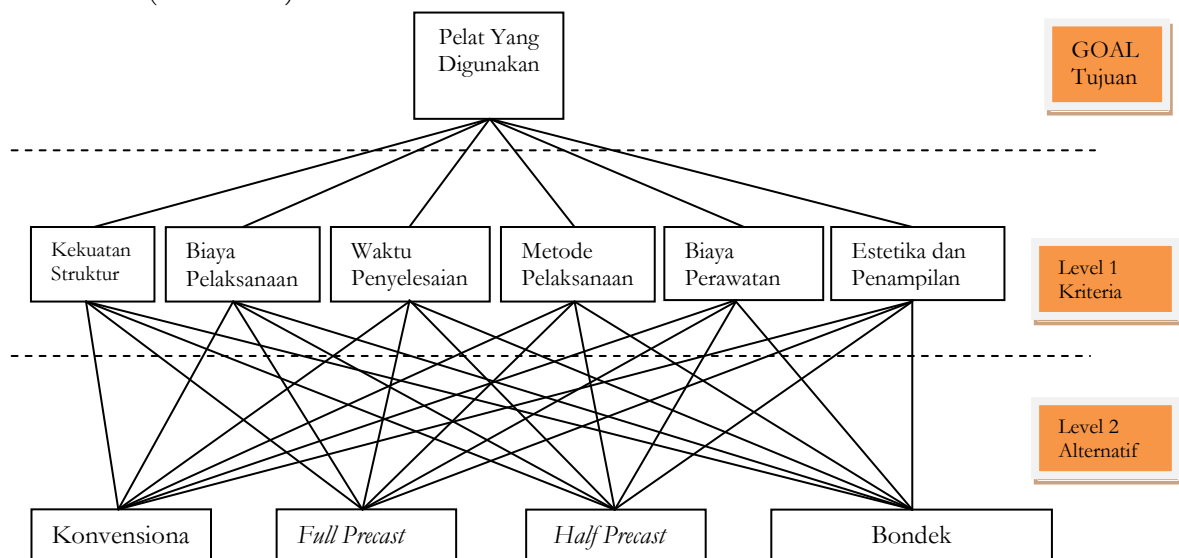 Pelat Yang
Digunakan
GOAL
Tujuan
Kekuatan
Struktur
Biaya
Pelaksanaan
Waktu
Penyelesaian
Metode
Pelaksanaan
Biaya
Perawatan
Estetika dan
Penampilan
Level 1
Kriteria
Level 2
Alternatif
Konvensiona
Full Precast
Half Precast
Bondek